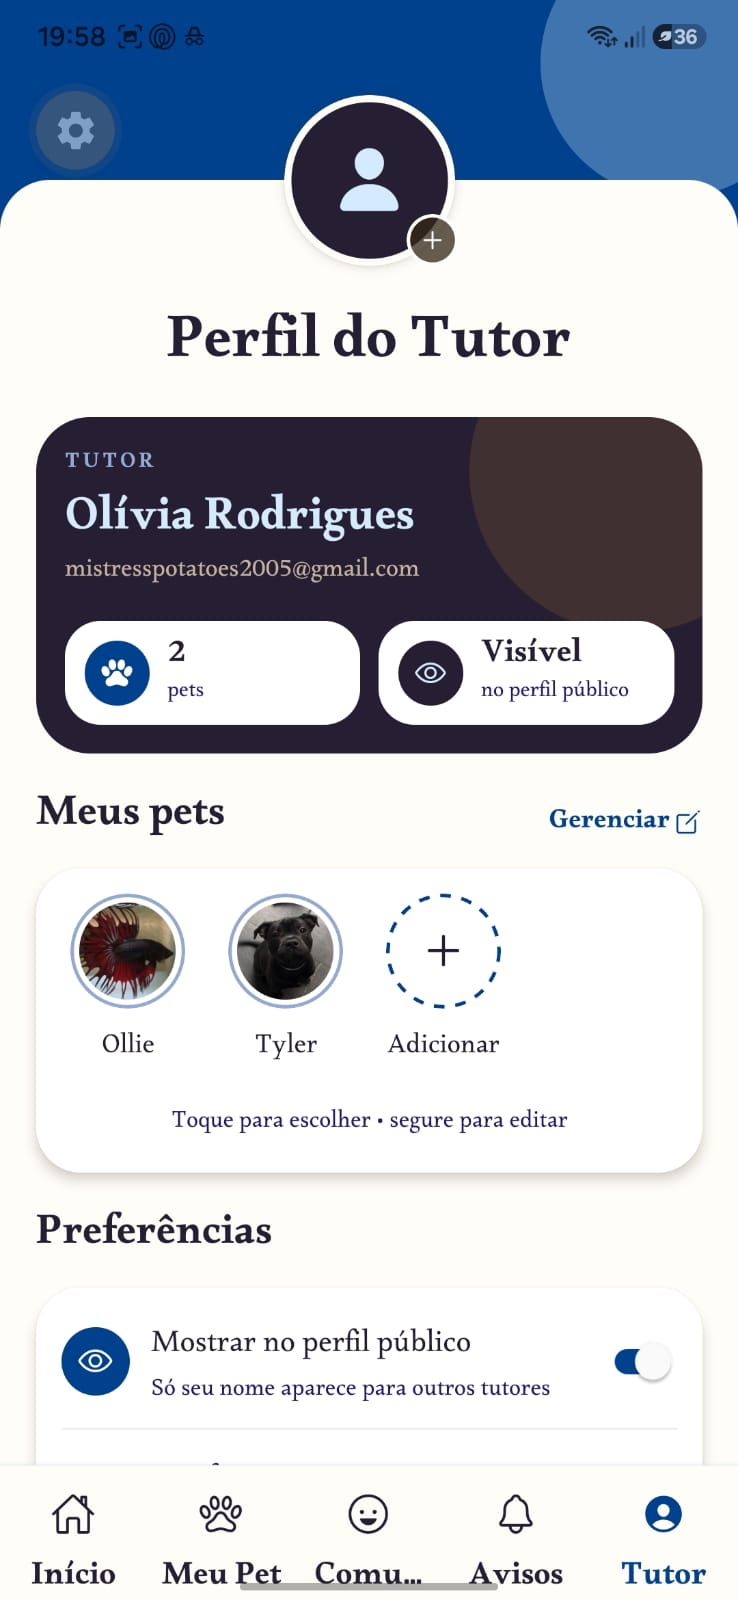 19:58
36
Perfil do Tutor
TUTOR
Olívia Rodrigues
mistresspotatoes2005@gmail.com
2
pets
Visível
no perfil público
Meus pets
Gerenciar
Ollie
Tyler
Adicionar
Toque para escolher • segure para editar
Preferências
Mostrar no perfil público
Só seu nome aparece para outros tutores
Início
Meu Pet
Comu...
Avisos
Tutor